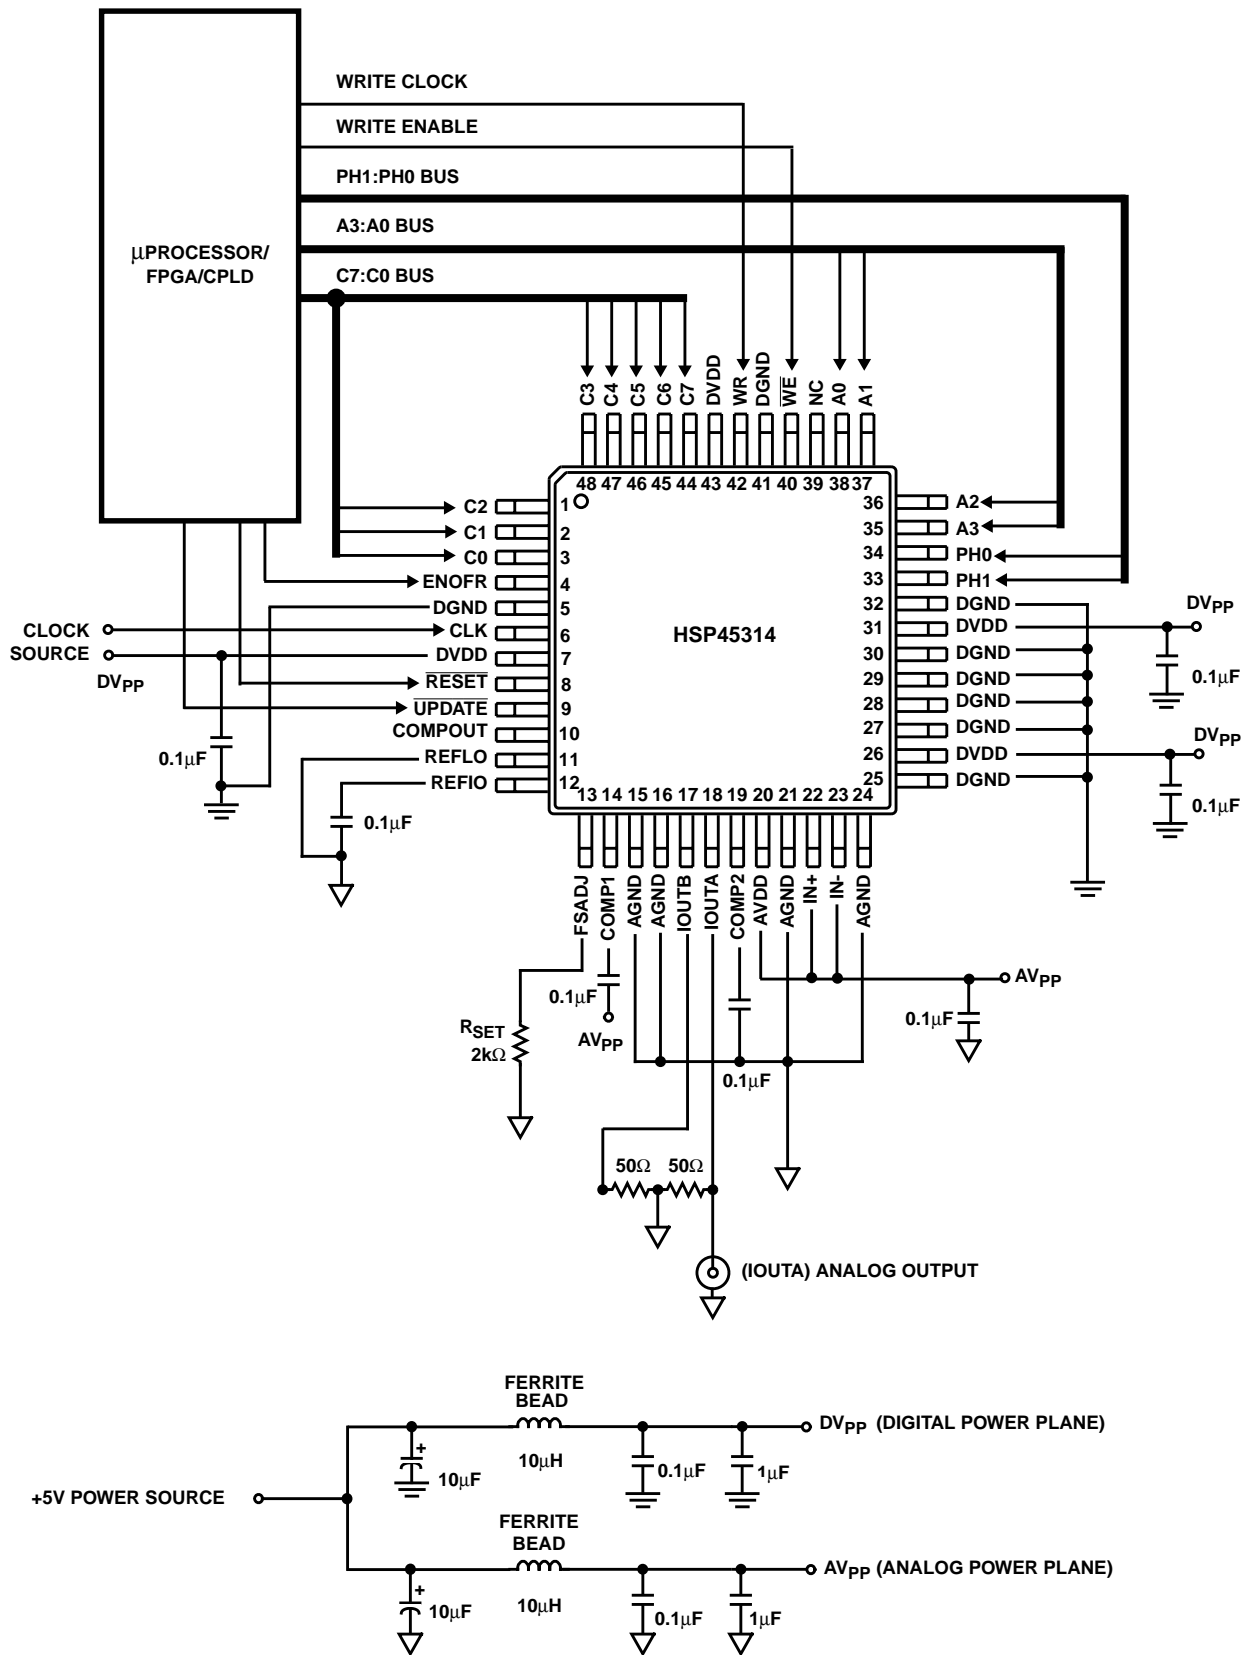 WRITE CLOCK
WRITE ENABLE
PH1:PH0 BUS
A3:A0 BUS
C7:C0 BUS
μPROCESSOR/
FPGA/CPLD
C3
C4
C5
C6
C7
DVDD
WR
DGND
WE
NC
A0
A1
48 47 46 45 44 43 42 41 40 39 38 37
C2 1
C1 2
C0 3
ENOFR 4
DGND 5
CLOCK CLK 6
SOURCE DVDD 7
DVPP
RESET 8
UPDATE 9
COMPOUT 10
REFLO 11
REFIO 12
0.1μF
0.1μF
HSP45314
36 A2
35 A3
34 PH0
33 PH1
32 DGND
31 DVDD
30 DGND
29 DGND
28 DGND
27 DGND
26 DVDD
25 DGND
DVPP
0.1μF
DVPP
0.1μF
13 14 15 16 17 18 19 20 21 22 23 24
FSADJ
COMP1
AGND
AGND
IOUTB
IOUTA
COMP2
AVDD
AGND
IN+
IN-
AGND
0.1μF
AVPP
RSET
2kΩ
0.1μF
AVPP
0.1μF
50Ω 50Ω
(IOUTA) ANALOG OUTPUT
FERRITE
BEAD
10μF
10μH
0.1μF
1μF
DVPP (DIGITAL POWER PLANE)
+5V POWER SOURCE
FERRITE
BEAD
10μF
10μH
0.1μF
1μF
AVPP (ANALOG POWER PLANE)